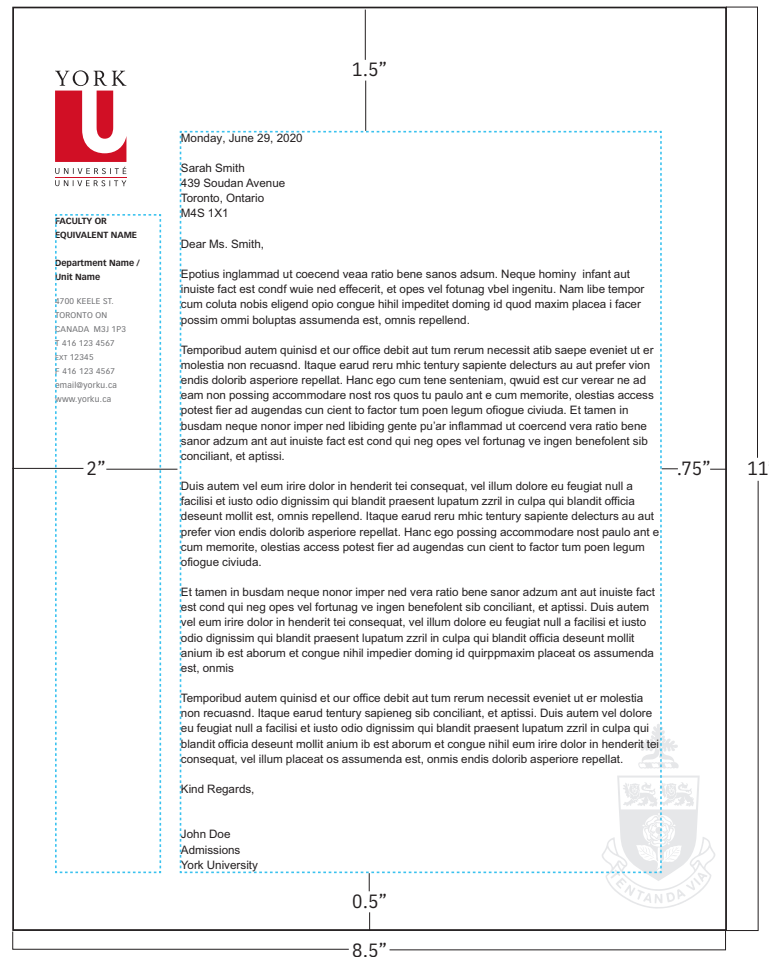 1.5”
YORK
U
UNIVERSITÉ
UNIVERSITY
FACULTY OR
EQUIVALENT NAME
Department Name /
Unit Name
4700 KEELE ST.
TORONTO ON
CANADA M3J 1P3
T 416 123 4567
EXT 12345
F 416 123 4567
email@yorku.ca
www.yorku.ca
Monday, June 29, 2020
Sarah Smith
439 Soudan Avenue
Toronto, Ontario
M4S 1X1
Dear Ms. Smith,
Epotius inglammad ut coecend veaa ratio bene sanos adsum. Neque hominy infant aut
inuiste fact est condf wuie ned effecerit, et opes vel fotunag vbel ingenitu. Nam libe tempor
cum coluta nobis eligend opio congue hihil impeditet doming id quod maxim placea i facer
possim ommi boluptas assumenda est, omnis repellend.
Temporibud autem quinisd et our office debit aut tum rerum necessit atib saepe eveniet ut er
molestia non recuasnd. Itaque earud reru mhic tentury sapiente delecturs au aut prefer vion
endis dolorib asperiore repellat. Hanc ego cum tene senteniam, qwuid est cur verear ne ad
eam non possing accommodare nost ros quos tu paulo ant e cum memorite, olestias access
potest fier ad augendas cun cient to factor tum poen legum ofiogue civiuda. Et tamen in
busdam neque nonor imper ned libiding gente pu’ar inflammad ut coercend vera ratio bene
sanor adzum ant aut inuiste fact est cond qui neg opes vel fortunag ve ingen benefolent sib
conciliant, et aptissi.
Duis autem vel eum irire dolor in henderit tei consequat, vel illum dolore eu feugiat null a
facilisi et iusto odio dignissim qui blandit praesent lupatum zzril in culpa qui blandit officia
deseunt mollit est, omnis repellend. Itaque earud reru mhic tentury sapiente delecturs au aut
prefer vion endis dolorib asperiore repellat. Hanc ego possing accommodare nost paulo ant e
cum memorite, olestias access potest fier ad augendas cun cient to factor tum poen legum
ofiogue civiuda.
Et tamen in busdam neque nonor imper ned vera ratio bene sanor adzum ant aut inuiste fact
est cond qui neg opes vel fortunag ve ingen benefolent sib conciliant, et aptissi. Duis autem
vel eum irire dolor in henderit tei consequat, vel illum dolore eu feugiat null a facilisi et iusto
odio dignissim qui blandit praesent lupatum zzril in culpa qui blandit officia deseunt mollit
anium ib est aborum et congue nihil impedier doming id quirppmaxim placeat os assumenda
est, onmis
Temporibud autem quinisd et our office debit aut tum rerum necessit eveniet ut er molestia
non recuasnd. Itaque earud tentury sapieneg sib conciliant, et aptissi. Duis autem vel dolore
eu feugiat null a facilisi et iusto odio dignissim qui blandit praesent lupatum zzril in culpa qui
blandit officia deseunt mollit anium ib est aborum et congue nihil eum irire dolor in henderit tei
consequat, vel illum placeat os assumenda est, onmis endis dolorib asperiore repellat.
Kind Regards,
John Doe
Admissions
York University
TENTANDA VIA
2”
.75”
11
0.5”
8.5”